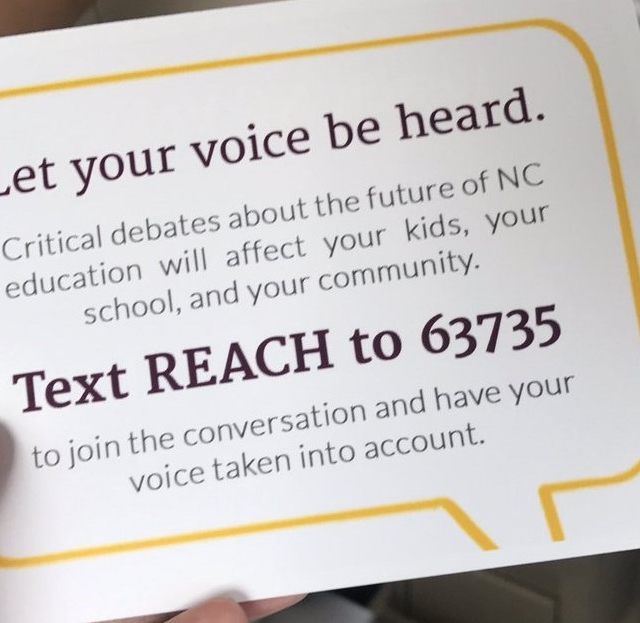 Let your voice be heard.
Critical debates about the future of NC
education will affect your kids, your
school, and your community.
Text REACH to 63735
to join the conversation and have your
voice taken into account.